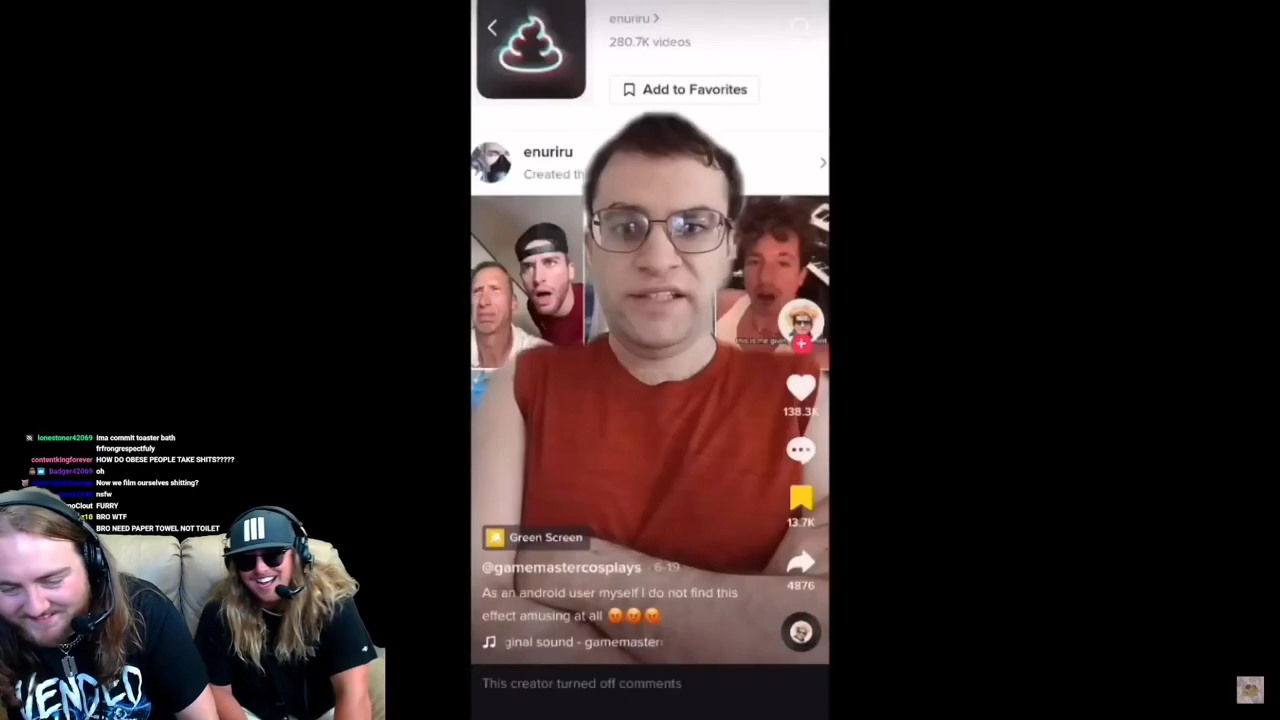 enuriru >
280.7K videos
Add to Favorites
enuriru
Created th
138.3K
13.7K
4876
Green Screen
@gamemastercosplays · 6-19
As an android user myself I do not find this
effect amusing at all 😡😡😡
ginal sound - gamemaster
This creator turned off comments
lonestoner42069 Ima commit toaster bath
frfrongrespectfuly
contentkingforever HOW DO OBESE PEOPLE TAKE SHITS?????
Badger42069 oh
Now we film ourselves shitting?
nsfw
noClout FURRY
BRO WTF
BRO NEED PAPER TOWEL NOT TOILET